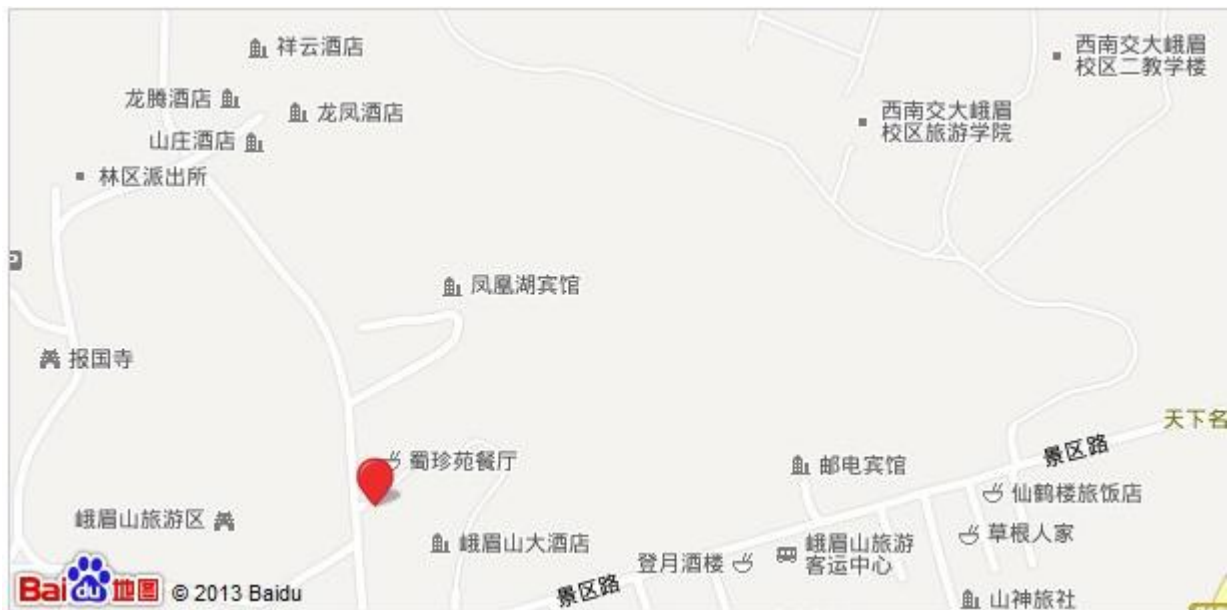 祥云酒店
西南交大峨眉
校区二教学楼
龙腾酒店
龙凤酒店
西南交大峨眉
校区旅游学院
山庄酒店
林区派出所
P
凤凰湖宾馆
报国寺
天下名
景区路
蜀珍苑餐厅
邮电宾馆
仙鹤楼旅饭店
峨眉山旅游区
草根人家
峨眉山大酒店
峨眉山旅游
客运中心
登月酒楼
景区路
山神旅社
Bai du 地图 © 2013 Baidu